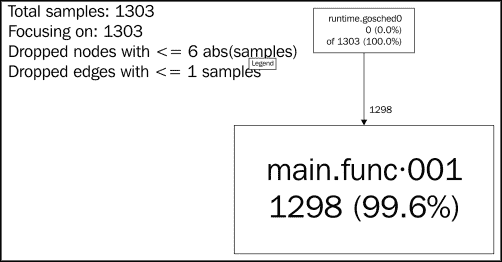 Total samples: 1303
Focusing on: 1303
Dropped nodes with <= 6 abs(samples)
Dropped edges with <= 1 samples
Legend
runtime.gosched0
0 (0.0%)
of 1303 (100.0%)
1298
main.func·001
1298 (99.6%)